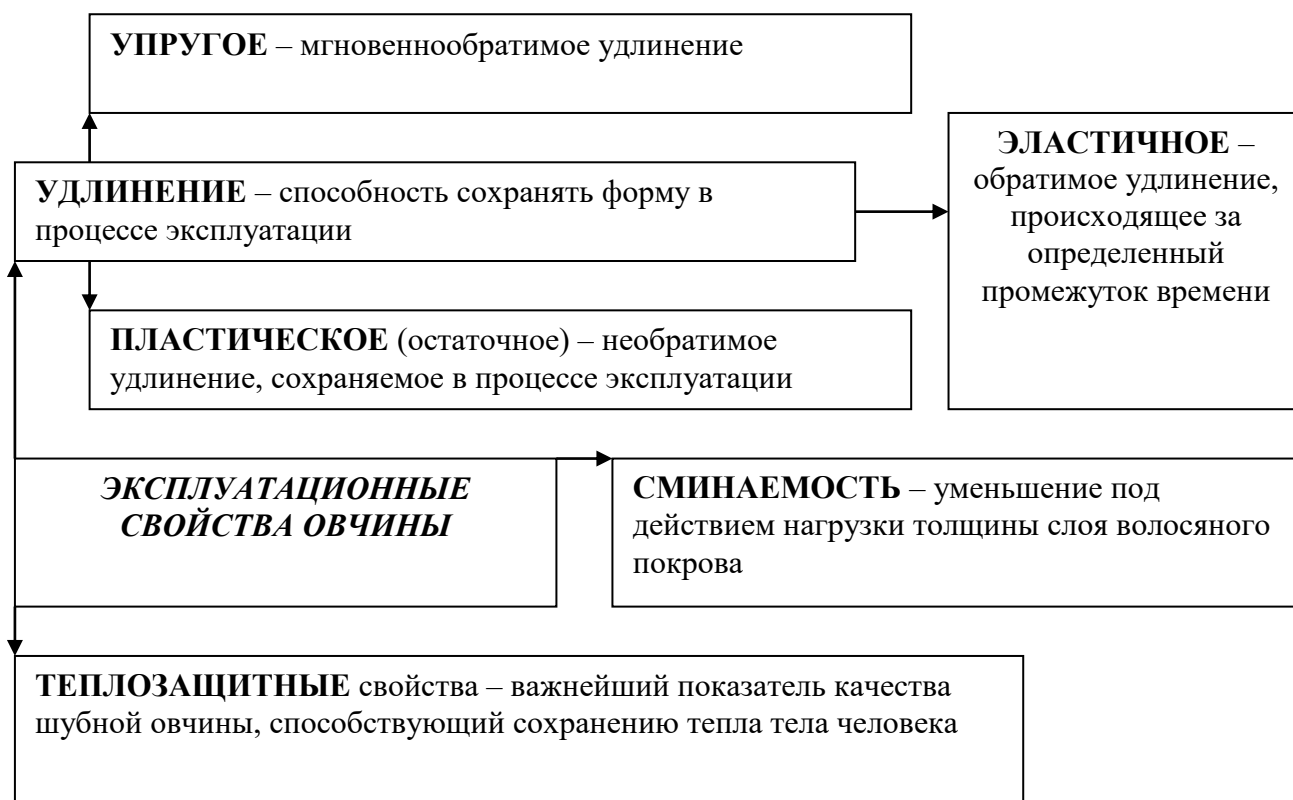 УПРУГОЕ – мгновеннообратимое удлинение
ЭЛАСТИЧНОЕ –
обратимое удлинение,
происходящее за
определенный
промежуток времени
УДЛИНЕНИЕ – способность сохранять форму в
процессе эксплуатации
ПЛАСТИЧЕСКОЕ (остаточное) – необратимое
удлинение, сохраняемое в процессе эксплуатации
ЭКСПЛУАТАЦИОННЫЕ
СВОЙСТВА ОВЧИНЫ
СМИНАЕМОСТЬ – уменьшение под
действием нагрузки толщины слоя волосяного
покрова
ТЕПЛОЗАЩИТНЫЕ свойства – важнейший показатель качества
шубной овчины, способствующий сохранению тепла тела человека